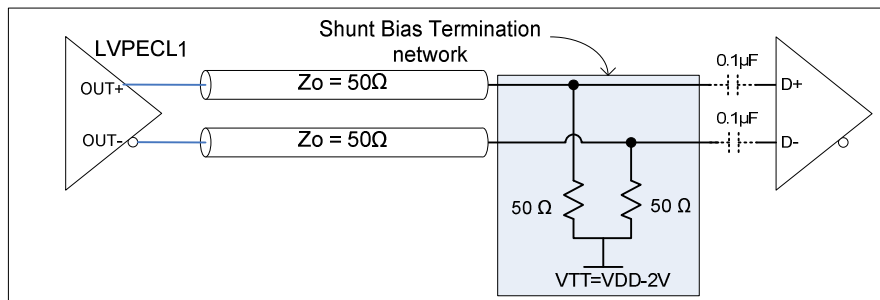 Shunt Bias Termination
network
LVPECL1
OUT+
OUT-
Zo = 50Ω
Zo = 50Ω
0.1µF
0.1µF
D+
D-
50 Ω
50 Ω
VTT=VDD-2V